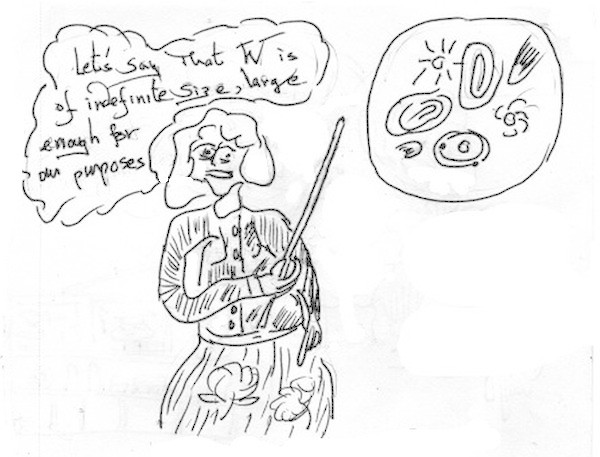 Let's say that W is
of indefinite size, large
enough for
our purposes